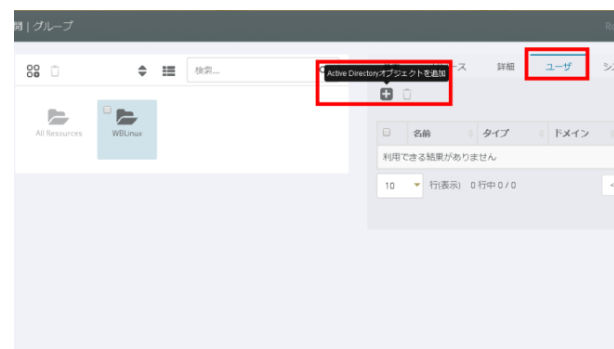 開 | グループ
検索...
Active Directoryオブジェクトを追加
ース
詳細
ユーザ
名前
タイプ
ドメイン
All Resources
WBLinux
利用できる結果がありません
10
行(表示)
0 行中 0 / 0